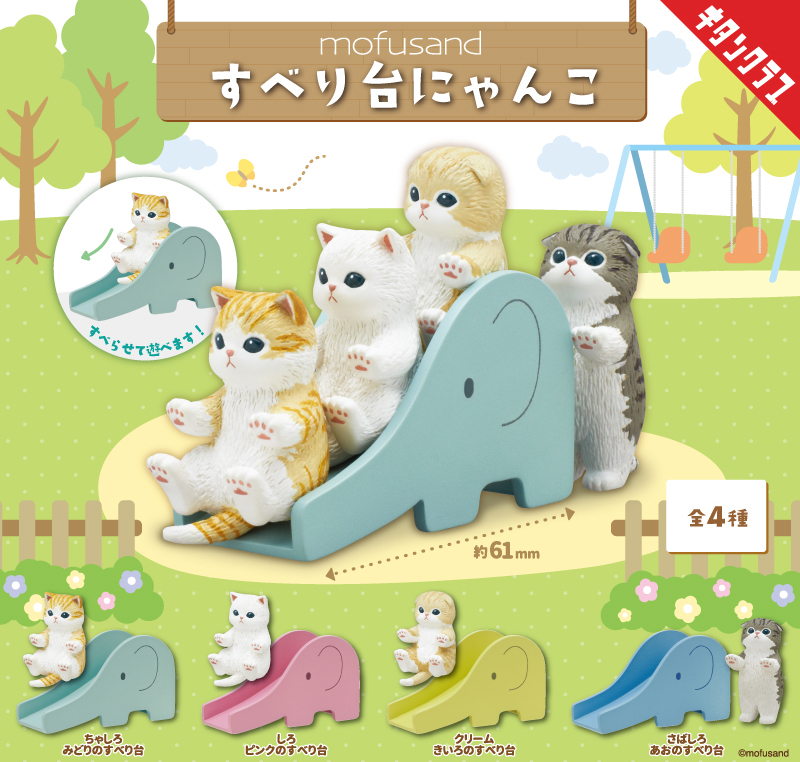 mofusand
すべり台にゃんこ
キタンクラブ
すべらせて遊べます！
全4種
約61mm
ちゃしろ
みどりのすべり台
しろ
ピンクのすべり台
クリーム
きいろのすべり台
さばしろ
あおのすべり台
©mofusand